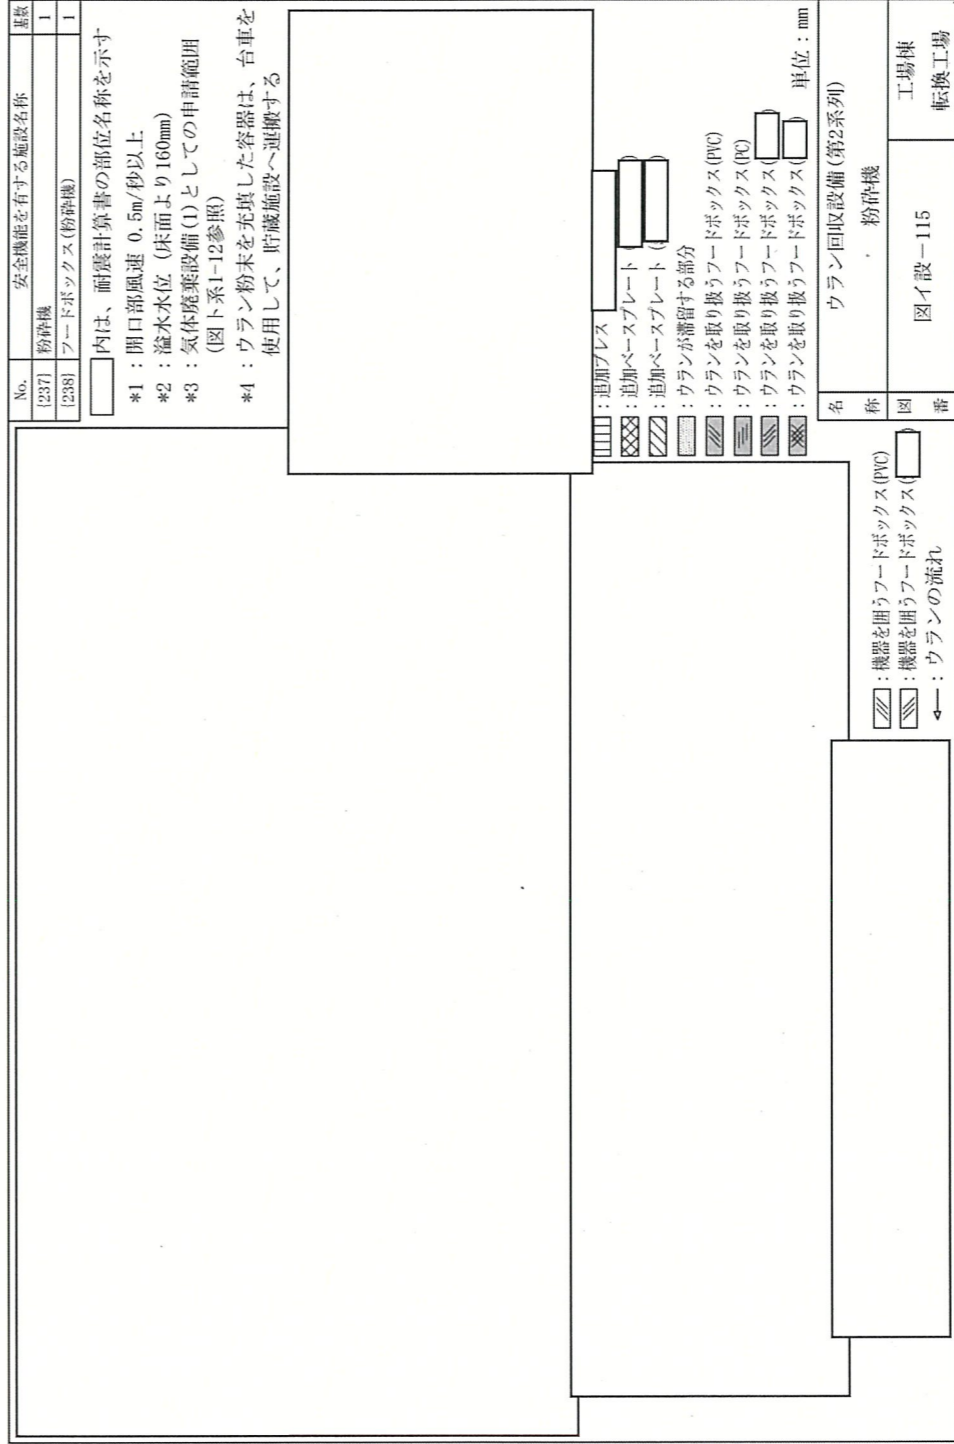 No. 安全機能を有する施設名称 基数
{237} 粉砕機 1
{238} フードボックス(粉砕機) 1
内は、耐震計算書の部位名称を示す
*1：開口部風速 0.5m/秒以上
*2：溢水水位 (床面より160mm)
*3：気体廃棄設備(1)としての申請範囲
(図ト系1-12参照)
*4：ウラン粉末を充填した容器は、台車を
使用して、貯蔵施設へ運搬する
：追加ブレス
：追加ベースプレート (
：追加ベースプレート (
：ウランが滞留する部分
：ウランを取り扱うフードボックス(PVC)
：ウランを取り扱うフードボックス(PC)
：ウランを取り扱うフードボックス( )
：ウランを取り扱うフードボックス( )
単位：mm
：機器を囲うフードボックス(PVC)
：機器を囲うフードボックス( )
：ウランの流れ
名称 ウラン回収設備(第2系列)
粉砕機
図番 図イ設－115 工場棟
転換工場